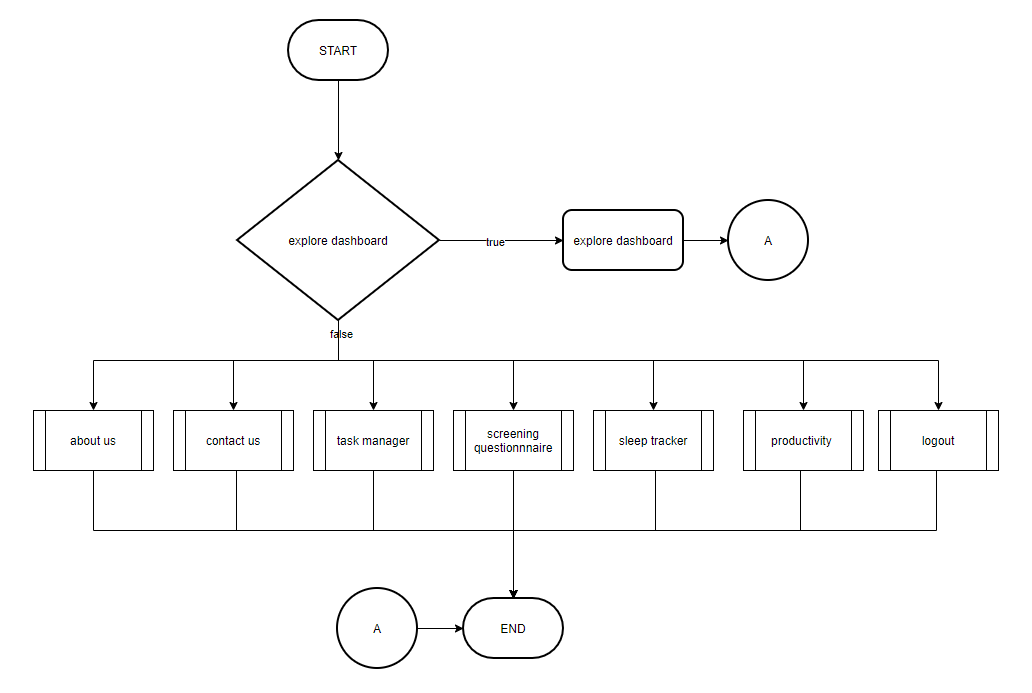 START
explore dashboard
true
explore dashboard
A
false
about us
contact us
task manager
screening
questionnnaire
sleep tracker
productivity
logout
A
END